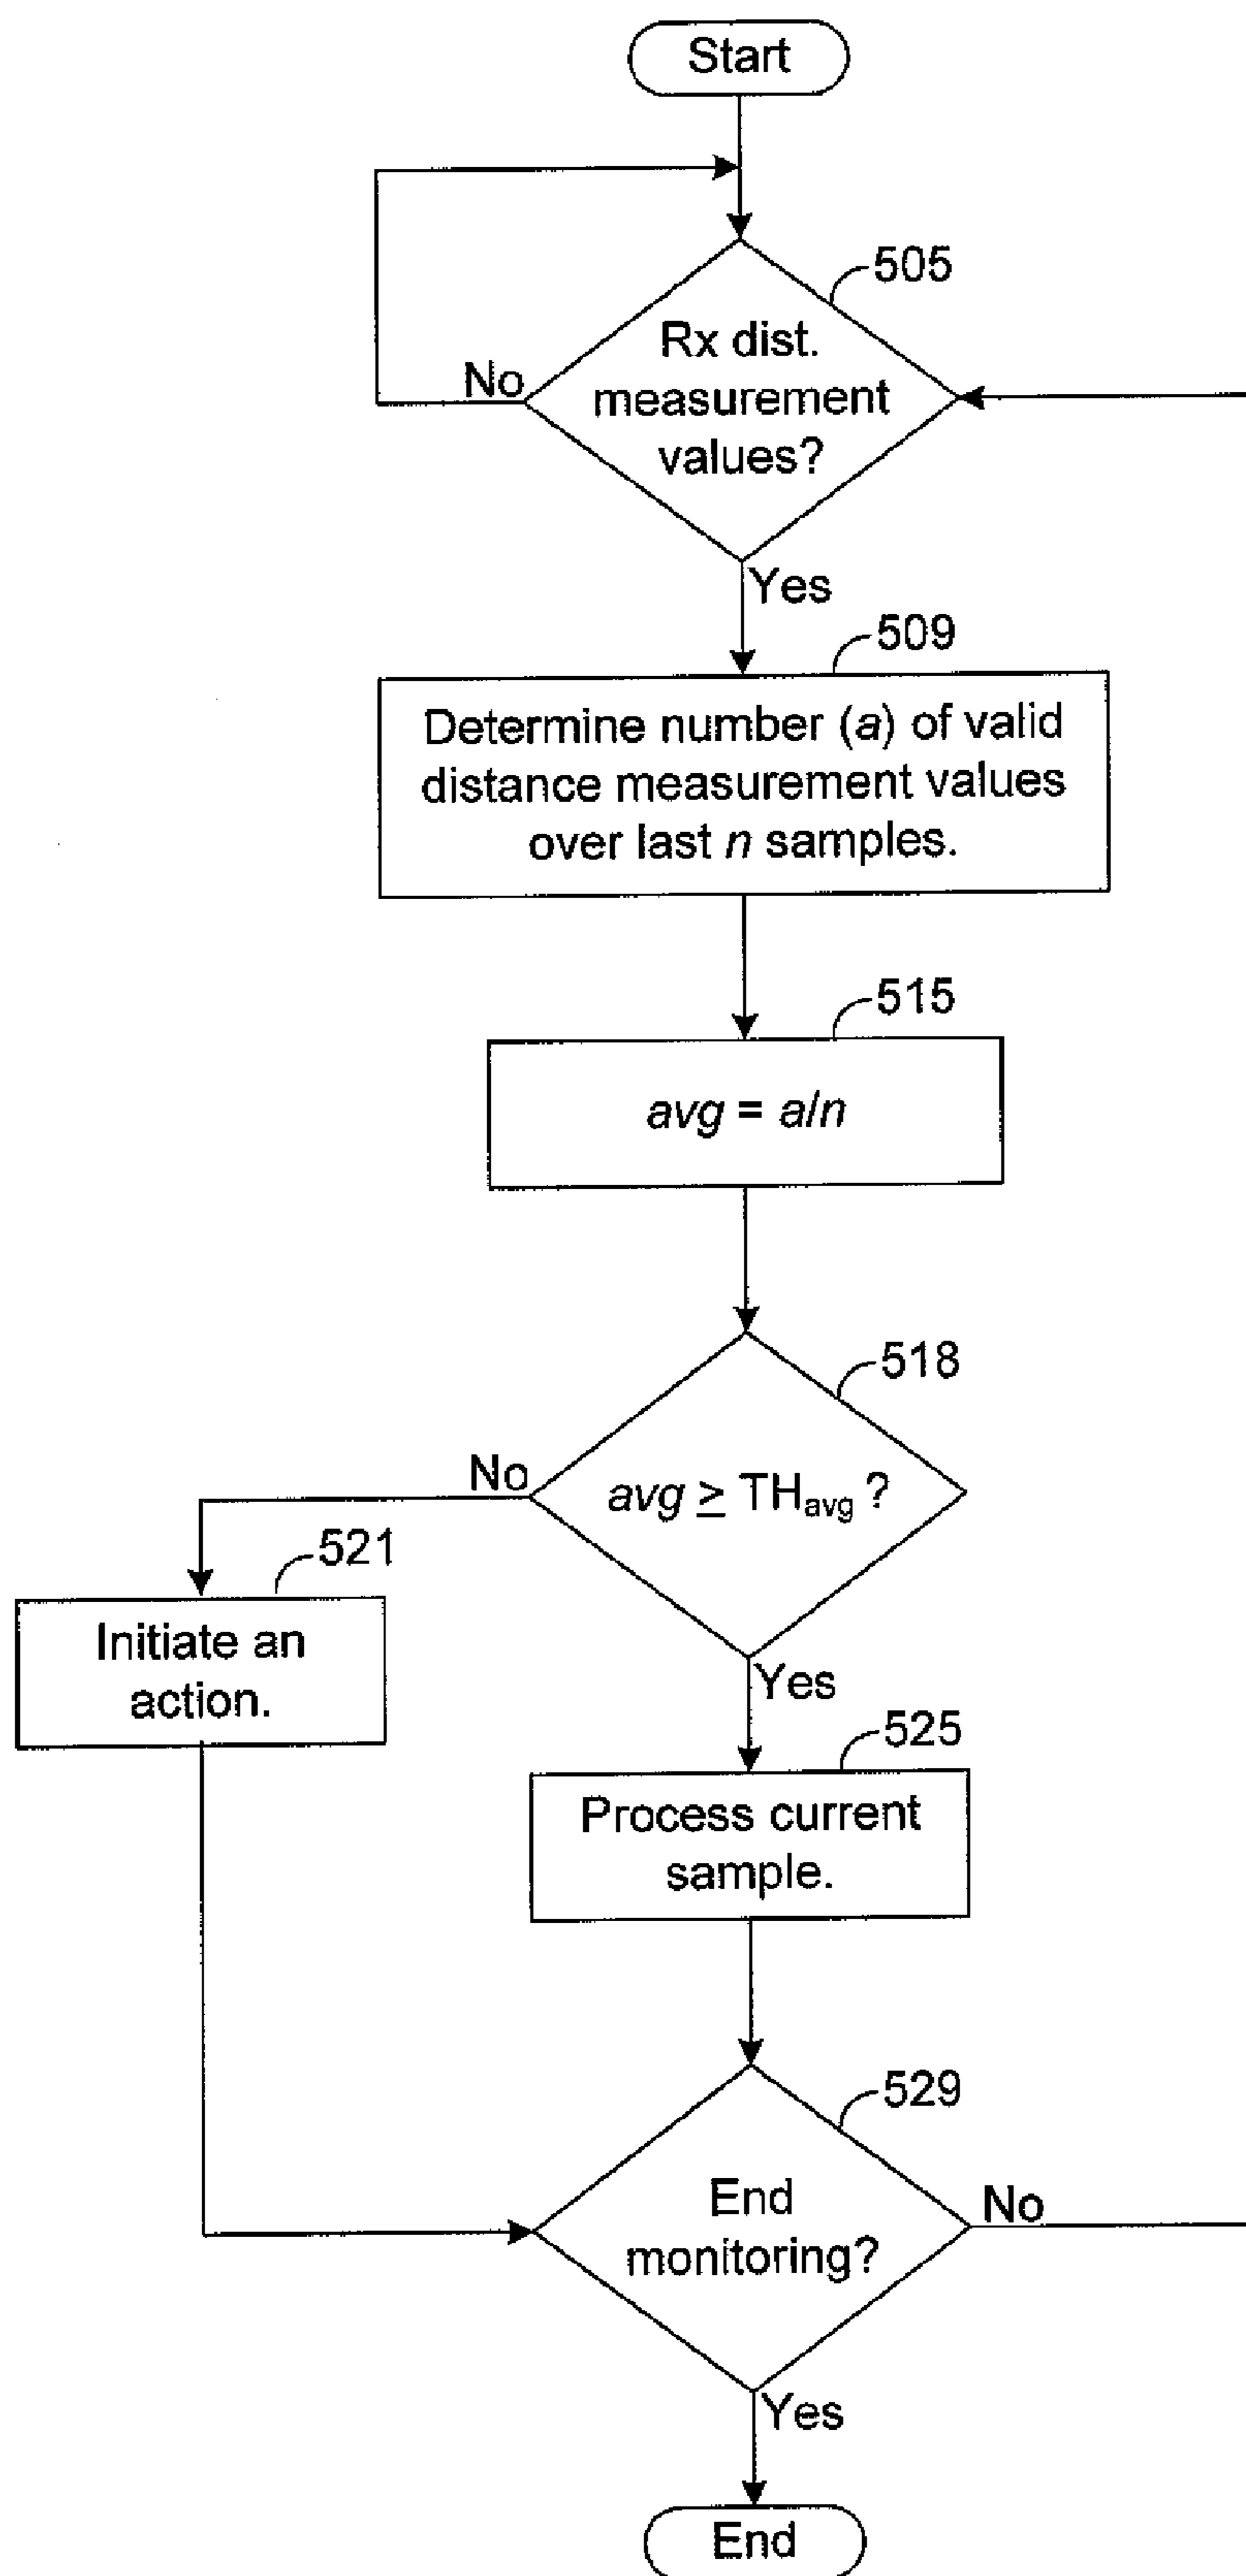 Start
505
Rx dist.
measurement
values?
No
Yes
509
Determine number (a) of valid
distance measurement values
over last n samples.
515
avg = a/n
518
No
avg ≥ THavg ?
521
Initiate an
action.
Yes
525
Process current
sample.
529
End
monitoring?
No
Yes
End